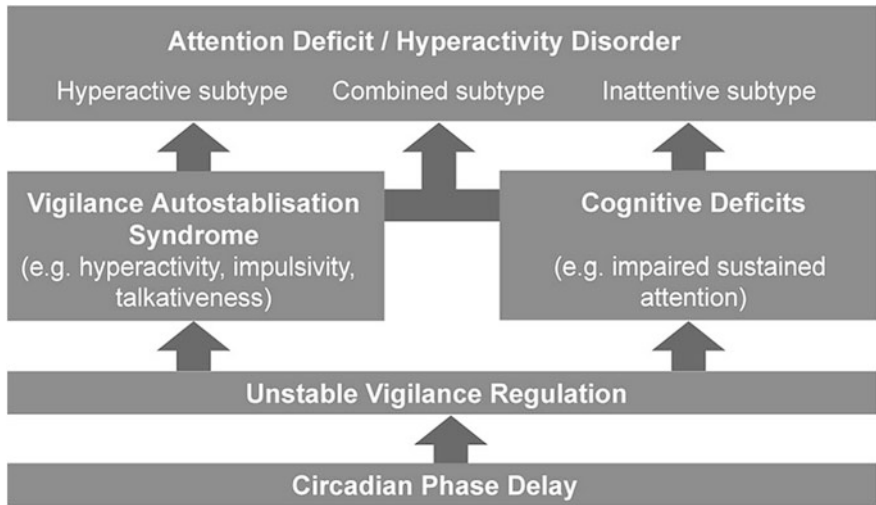 Attention Deficit / Hyperactivity Disorder
Hyperactive subtype
Combined subtype
Inattentive subtype
Vigilance Autostablisation
Syndrome
(e.g. hyperactivity, impulsivity,
talkativeness)
Cognitive Deficits
(e.g. impaired sustained
attention)
Unstable Vigilance Regulation
Circadian Phase Delay